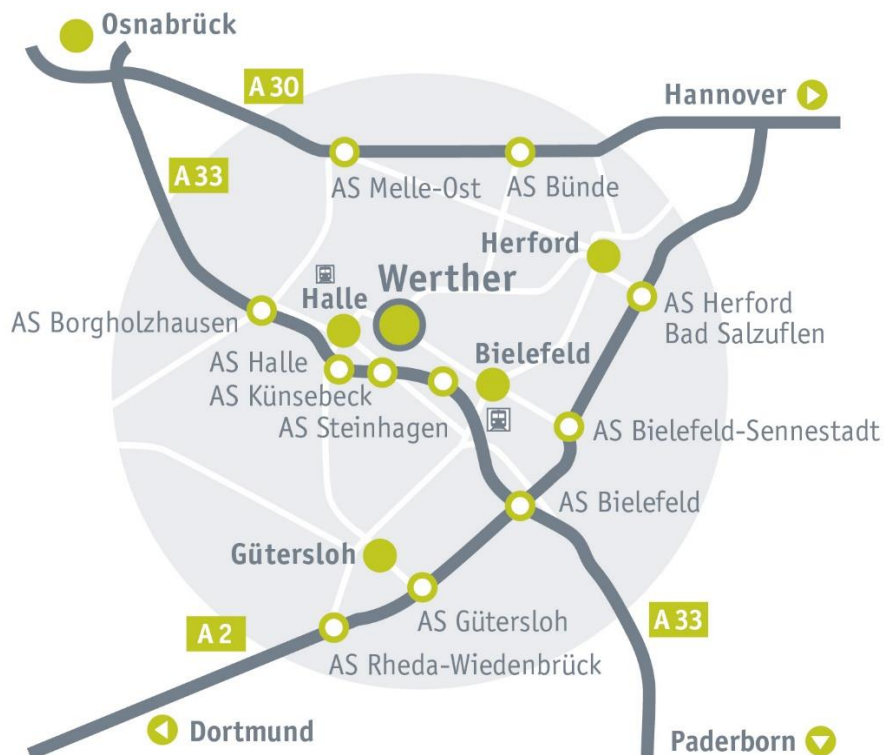 Osnabrück
A 30
Hannover
A 33
AS Melle-Ost
AS Bünde
Herford
Werther
Halle
AS Borgholzhausen
AS Herford
Bad Salzuflen
Bielefeld
AS Halle
AS Künsebeck
AS Steinhagen
AS Bielefeld-Sennestadt
AS Bielefeld
Gütersloh
AS Gütersloh
A 33
A 2
AS Rheda-Wiedenbrück
Dortmund
Paderborn